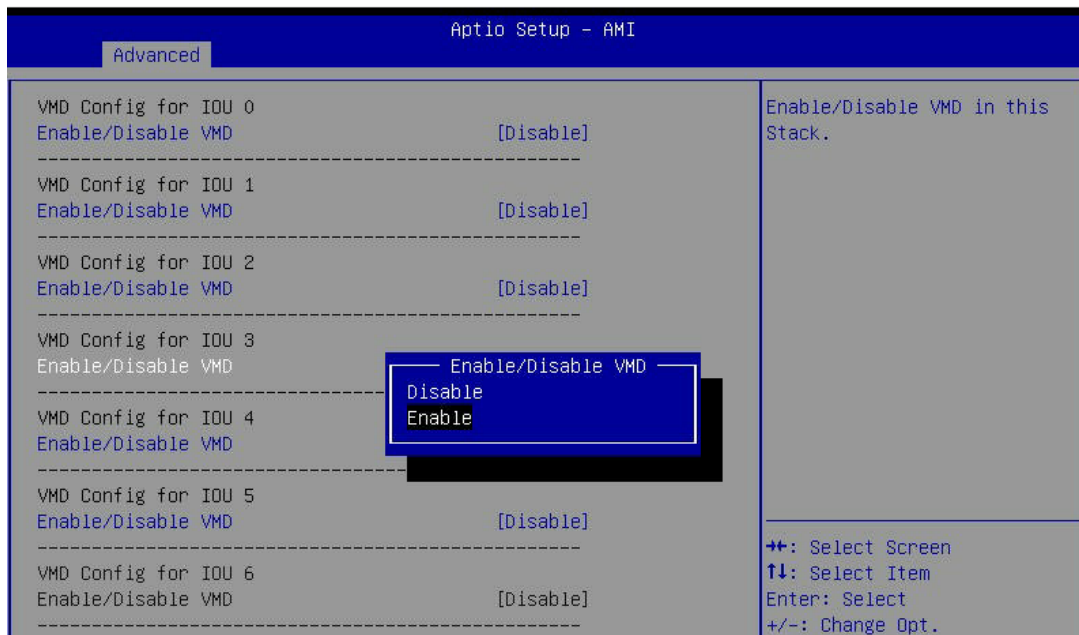 Aptio Setup – AMI
Advanced
VMD Config for IOU 0
Enable/Disable VMD [Disable]
------------------------------------------------
VMD Config for IOU 1
Enable/Disable VMD [Disable]
------------------------------------------------
VMD Config for IOU 2
Enable/Disable VMD [Disable]
------------------------------------------------
VMD Config for IOU 3
Enable/Disable VMD
VMD Config for IOU 4
Enable/Disable VMD
VMD Config for IOU 5
Enable/Disable VMD [Disable]
------------------------------------------------
VMD Config for IOU 6
Enable/Disable VMD [Disable]
------------------------------------------------
Enable/Disable VMD
Disable
Enable
Enable/Disable VMD in this
Stack.
→←: Select Screen
↑↓: Select Item
Enter: Select
+/-: Change Opt.